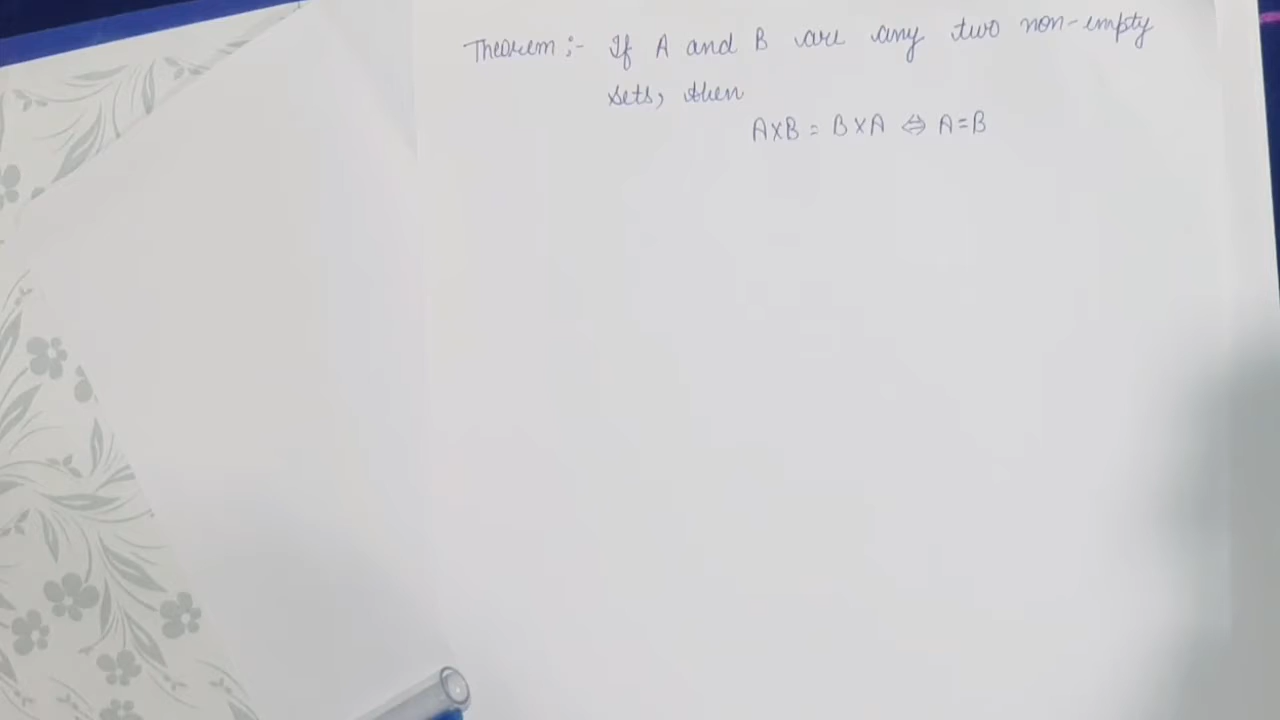 Theorem :- If A and B are any two non-empty
sets, then
A×B = B×A ⇔ A=B